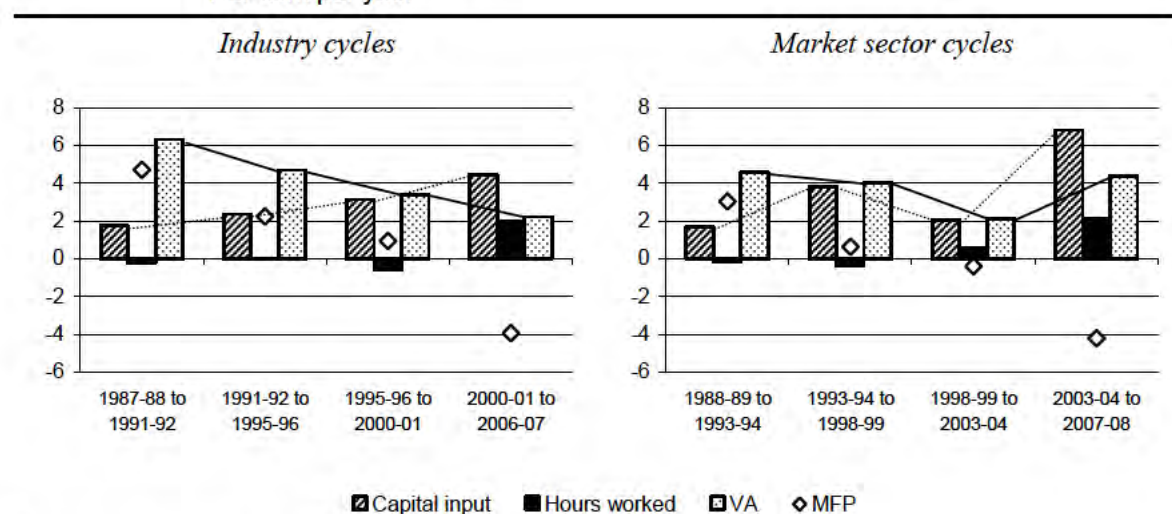 Industry cycles
Market sector cycles
8
6
4
2
0
-2
-4
-6
1987-88 to
1991-92
1991-92 to
1995-96
1995-96 to
2000-01
2000-01 to
2006-07
8
6
4
2
0
-2
-4
-6
1988-89 to
1993-94
1993-94 to
1998-99
1998-99 to
2003-04
2003-04 to
2007-08
Capital input Hours worked VA MFP